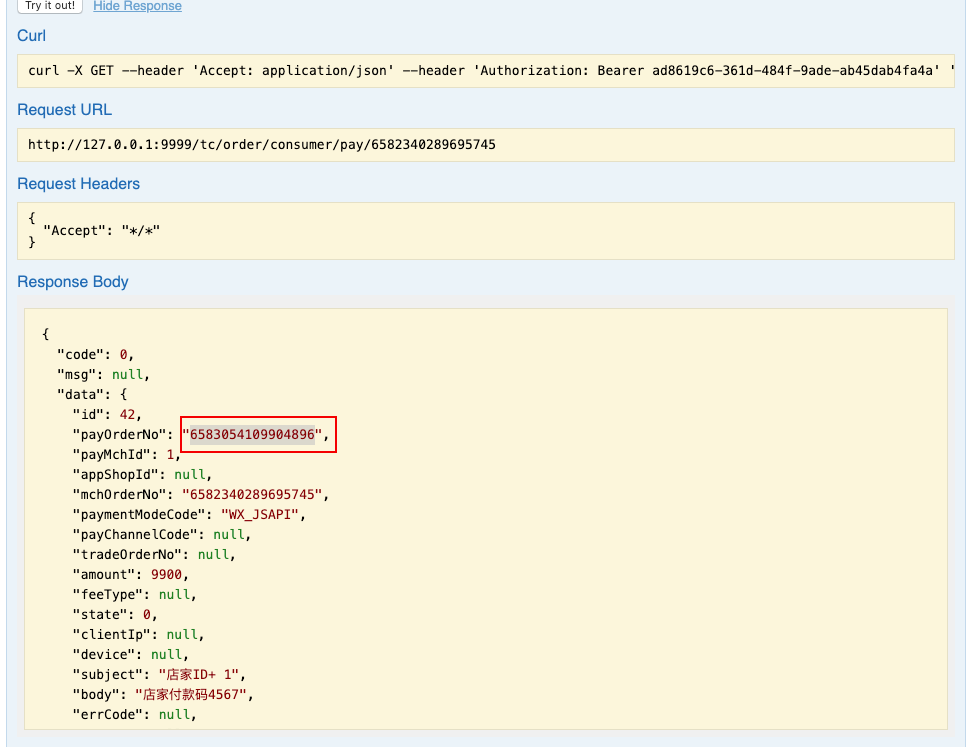 Try it out! Hide Response
Curl
curl -X GET --header 'Accept: application/json' --header 'Authorization: Bearer ad8619c6-361d-484f-9ade-ab45dab4fa4a' '
Request URL
http://127.0.0.1:9999/tc/order/consumer/pay/6582340289695745
Request Headers
{
"Accept": "*/*"
}
Response Body
{
"code": 0,
"msg": null,
"data": {
"id": 42,
"payOrderNo": "6583054109904896",
"payMchId": 1,
"appShopId": null,
"mchOrderNo": "6582340289695745",
"paymentModeCode": "WX_JSAPI",
"payChannelCode": null,
"tradeOrderNo": null,
"amount": 9900,
"feeType": null,
"state": 0,
"clientIp": null,
"device": null,
"subject": "店家ID+ 1",
"body": "店家付款码4567",
"errCode": null,